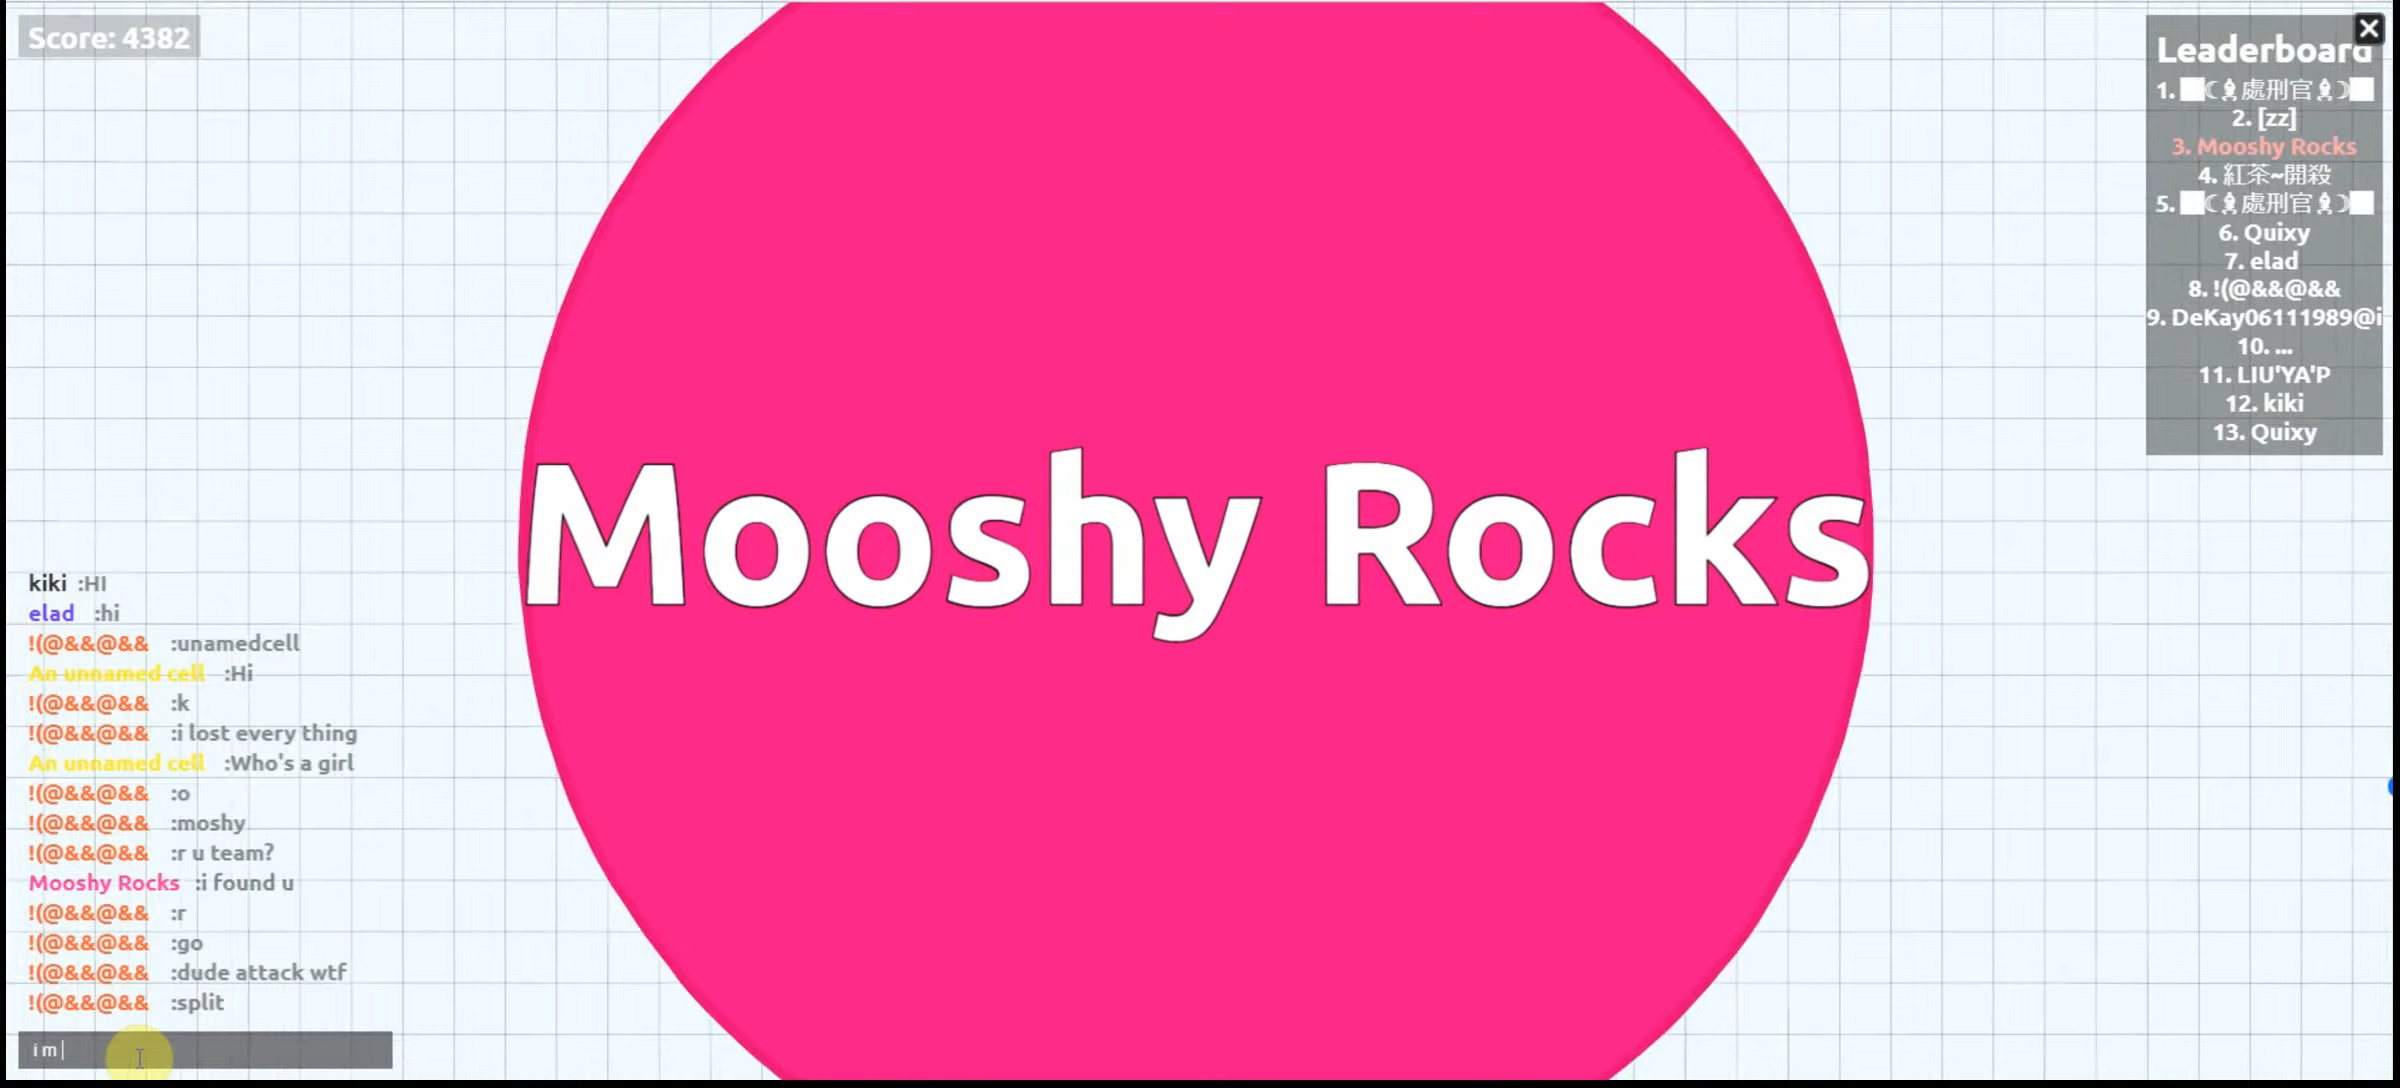 Score: 4382
Mooshy Rocks
Leaderboard
1. 處刑官
2. [zz]
3. Mooshy Rocks
4. 紅茶~開殺
5. 處刑官
6. Quixy
7. elad
8. !(@&&@&&
9. DeKay06111989@i
10. ...
11. LIU'YA'P
12. kiki
13. Quixy
kiki :HI
elad :hi
!(@&&@&& :unamedcell
An unnamed cell :Hi
!(@&&@&& :k
!(@&&@&& :i lost every thing
An unnamed cell :Who's a girl
!(@&&@&& :o
!(@&&@&& :moshy
!(@&&@&& :r u team?
Mooshy Rocks :i found u
!(@&&@&& :r
!(@&&@&& :go
!(@&&@&& :dude attack wtf
!(@&&@&& :split
i m